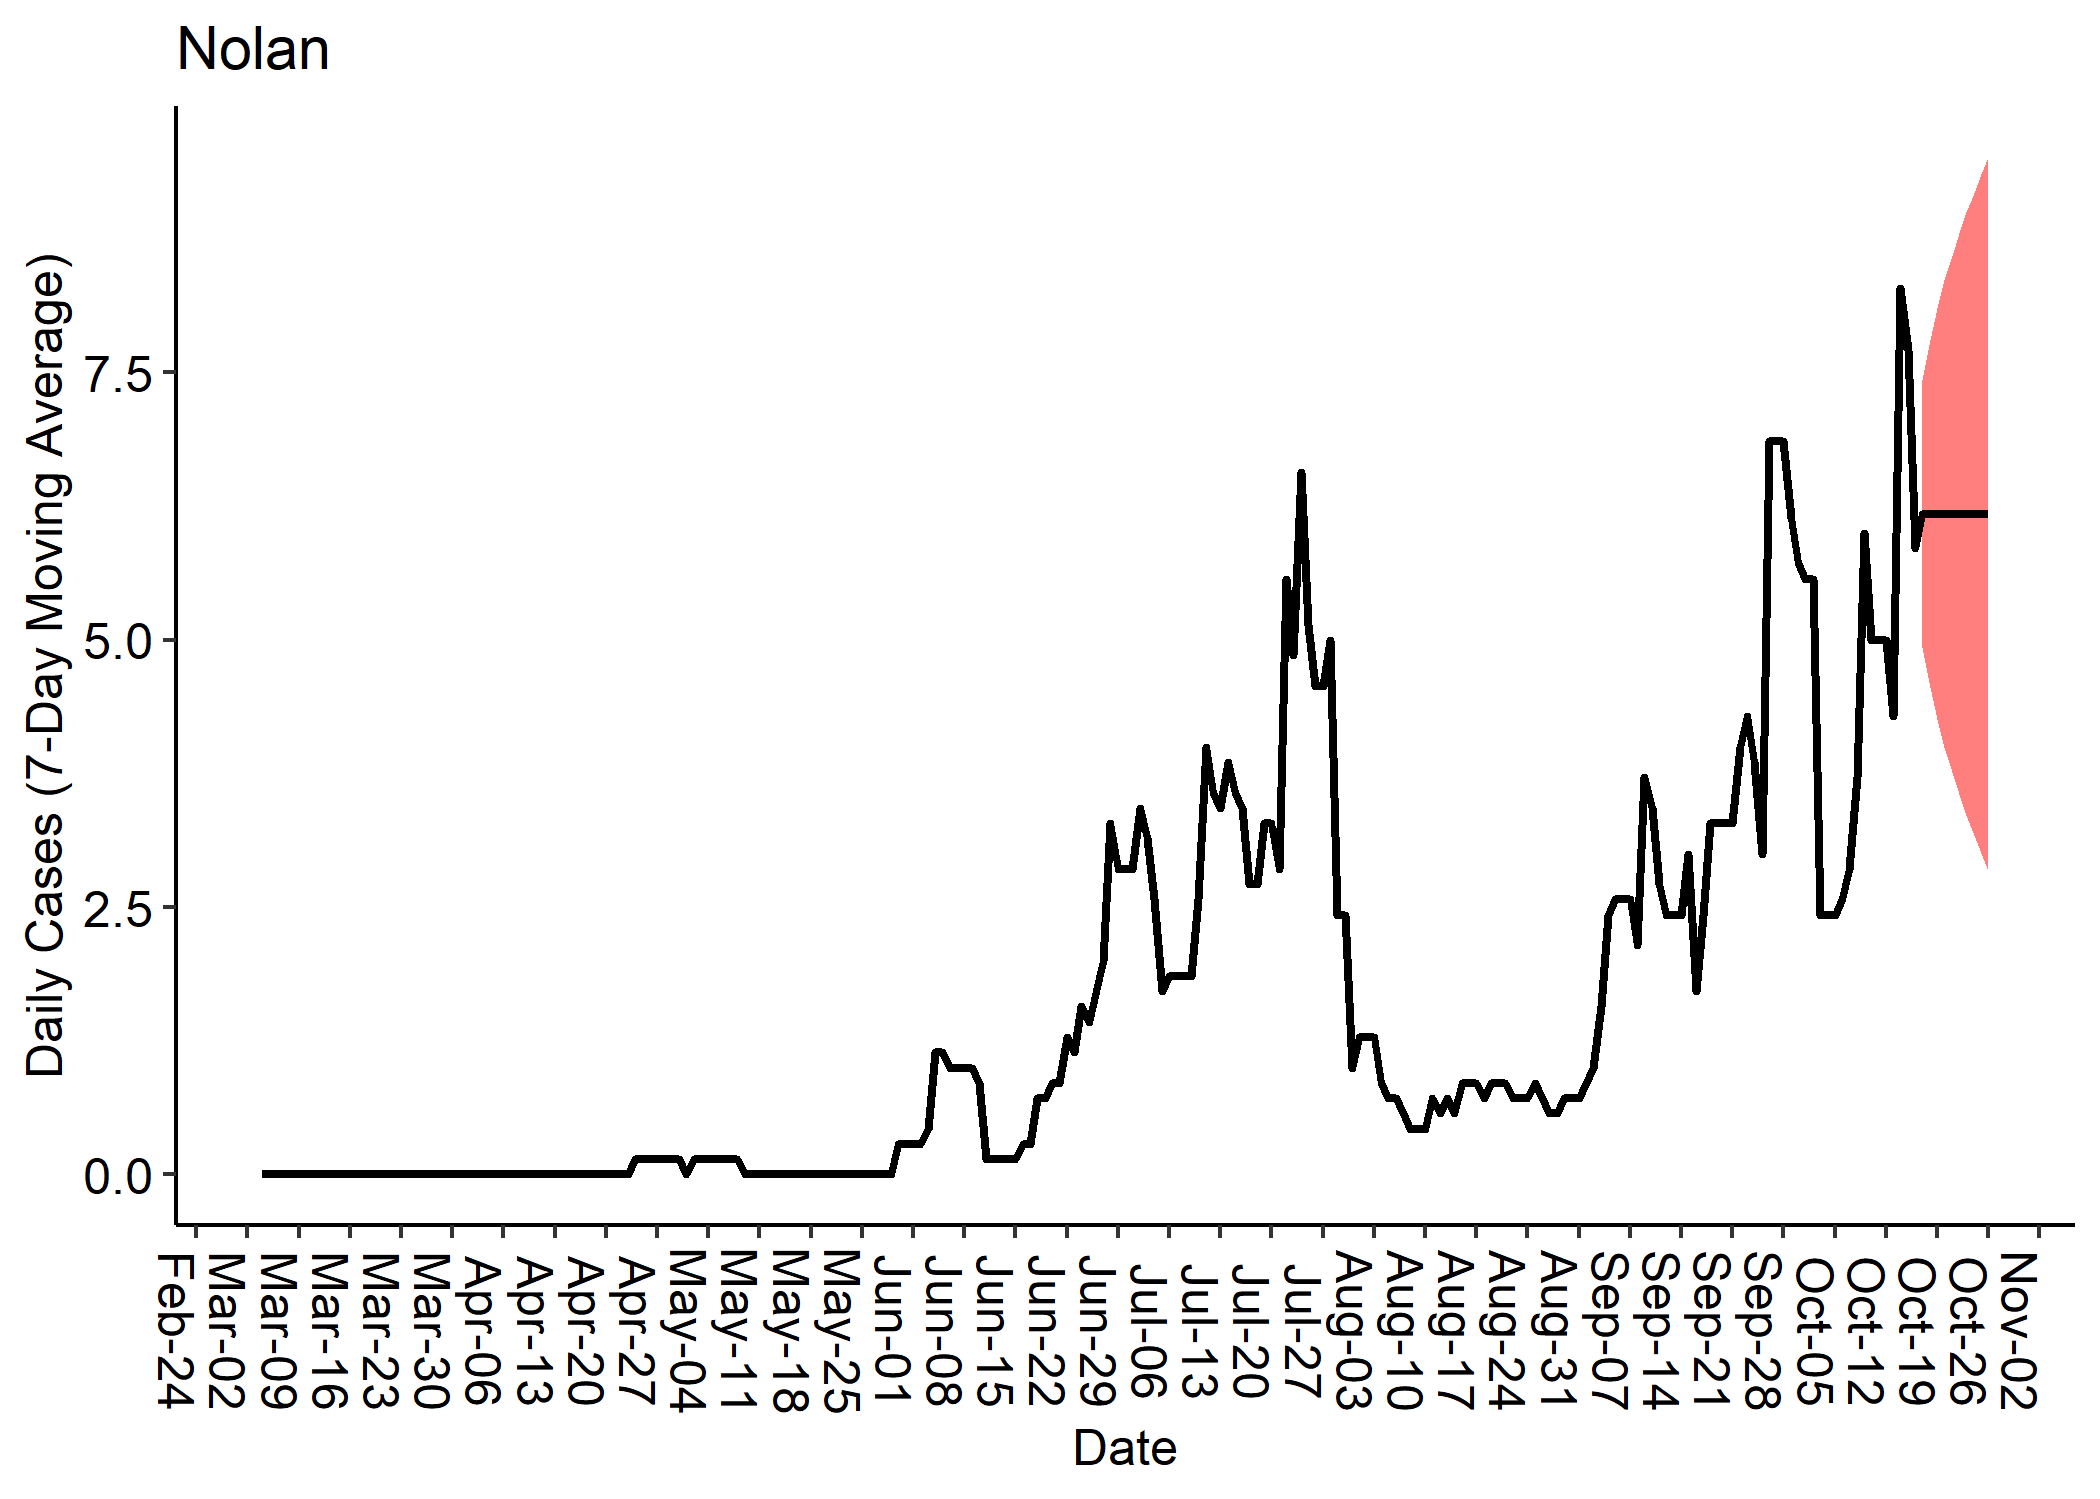 Nolan
Daily Cases (7-Day Moving Average)
7.5
5.0
2.5
0.0
Feb-24
Mar-02
Mar-09
Mar-16
Mar-23
Mar-30
Apr-06
Apr-13
Apr-20
Apr-27
May-04
May-11
May-18
May-25
Jun-01
Jun-08
Jun-15
Jun-22
Jun-29
Jul-06
Jul-13
Jul-20
Jul-27
Aug-03
Aug-10
Aug-17
Aug-24
Aug-31
Sep-07
Sep-14
Sep-21
Sep-28
Oct-05
Oct-12
Oct-19
Oct-26
Nov-02
Date